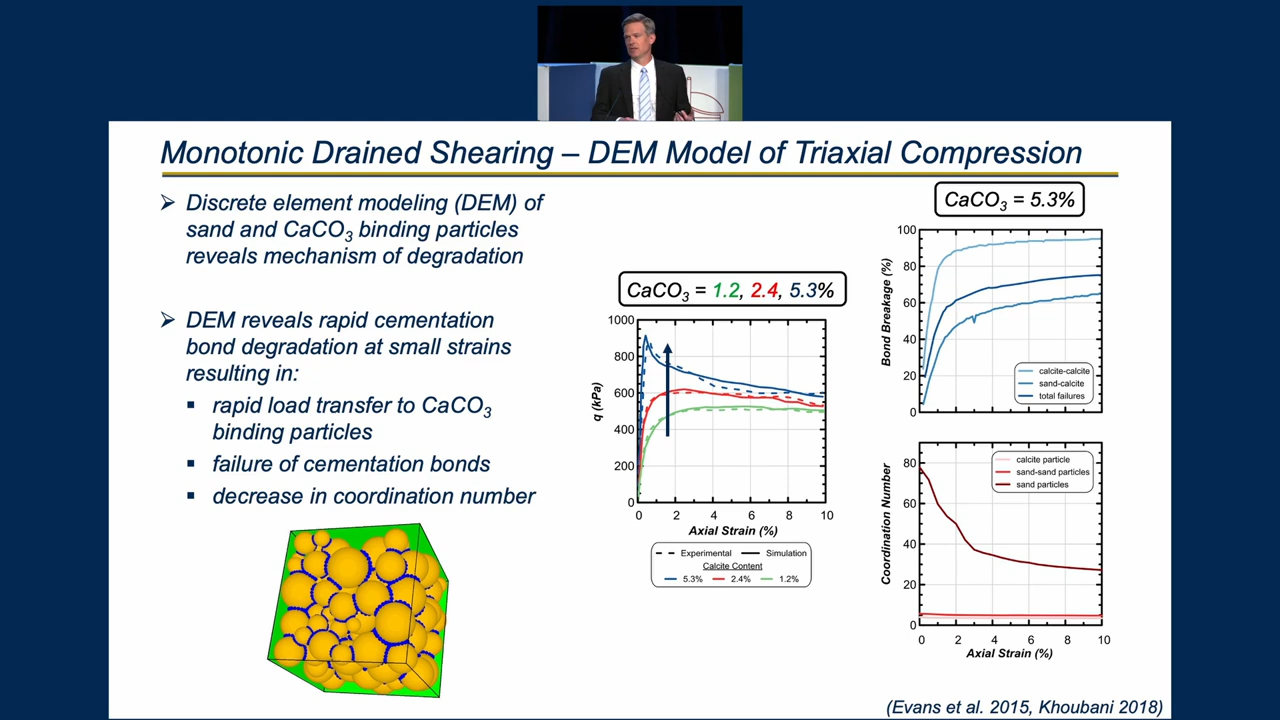 Monotonic Drained Shearing – DEM Model of Triaxial Compression
➢ Discrete element modeling (DEM) of
sand and CaCO₃ binding particles
reveals mechanism of degradation
➢ DEM reveals rapid cementation
bond degradation at small strains
resulting in:
▪ rapid load transfer to CaCO₃
binding particles
▪ failure of cementation bonds
▪ decrease in coordination number
CaCO₃ = 1.2, 2.4, 5.3%
1000
800
600
400
200
0
q (kPa)
0 2 4 6 8 10
Axial Strain (%)
Experimental Simulation
Calcite Content
5.3% 2.4% 1.2%
CaCO₃ = 5.3%
100
80
60
40
20
0
Bond Breakage (%)
calcite-calcite
sand-calcite
total failures
80
60
40
20
0
Coordination Number
calcite particle
sand-sand particles
sand particles
0 2 4 6 8 10
Axial Strain (%)
(Evans et al. 2015, Khoubani 2018)